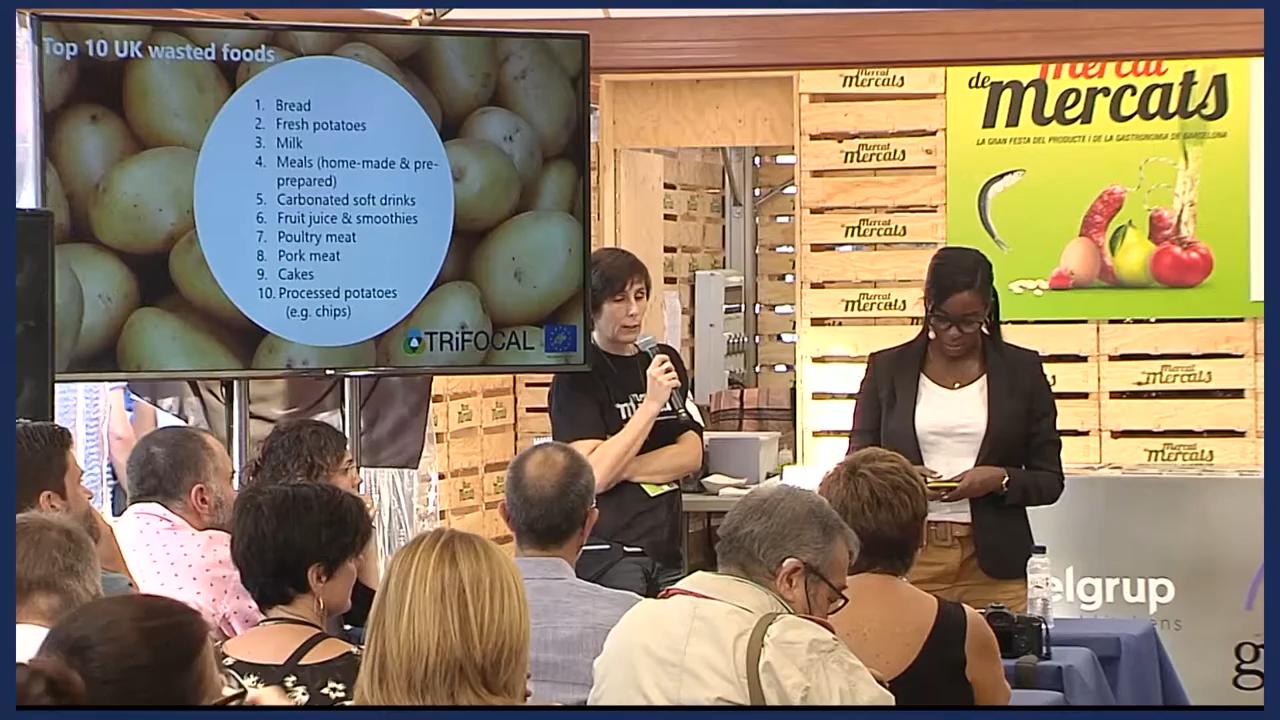 Top 10 UK wasted foods
1. Bread
2. Fresh potatoes
3. Milk
4. Meals (home-made & pre-
prepared)
5. Carbonated soft drinks
6. Fruit juice & smoothies
7. Poultry meat
8. Pork meat
9. Cakes
10. Processed potatoes
(e.g. chips)
TRiFOCAL
Mercat
de Mercats
LA GRAN FESTA DEL PRODUCTE I DE LA GASTRONOMIA DE BARCELONA
Mercat
Mercats
Mercat
Mercats
Mercat
Mercats
Mercat
Mercats
Mercat
Mercats
Mercat
Mercats
elgrup
g